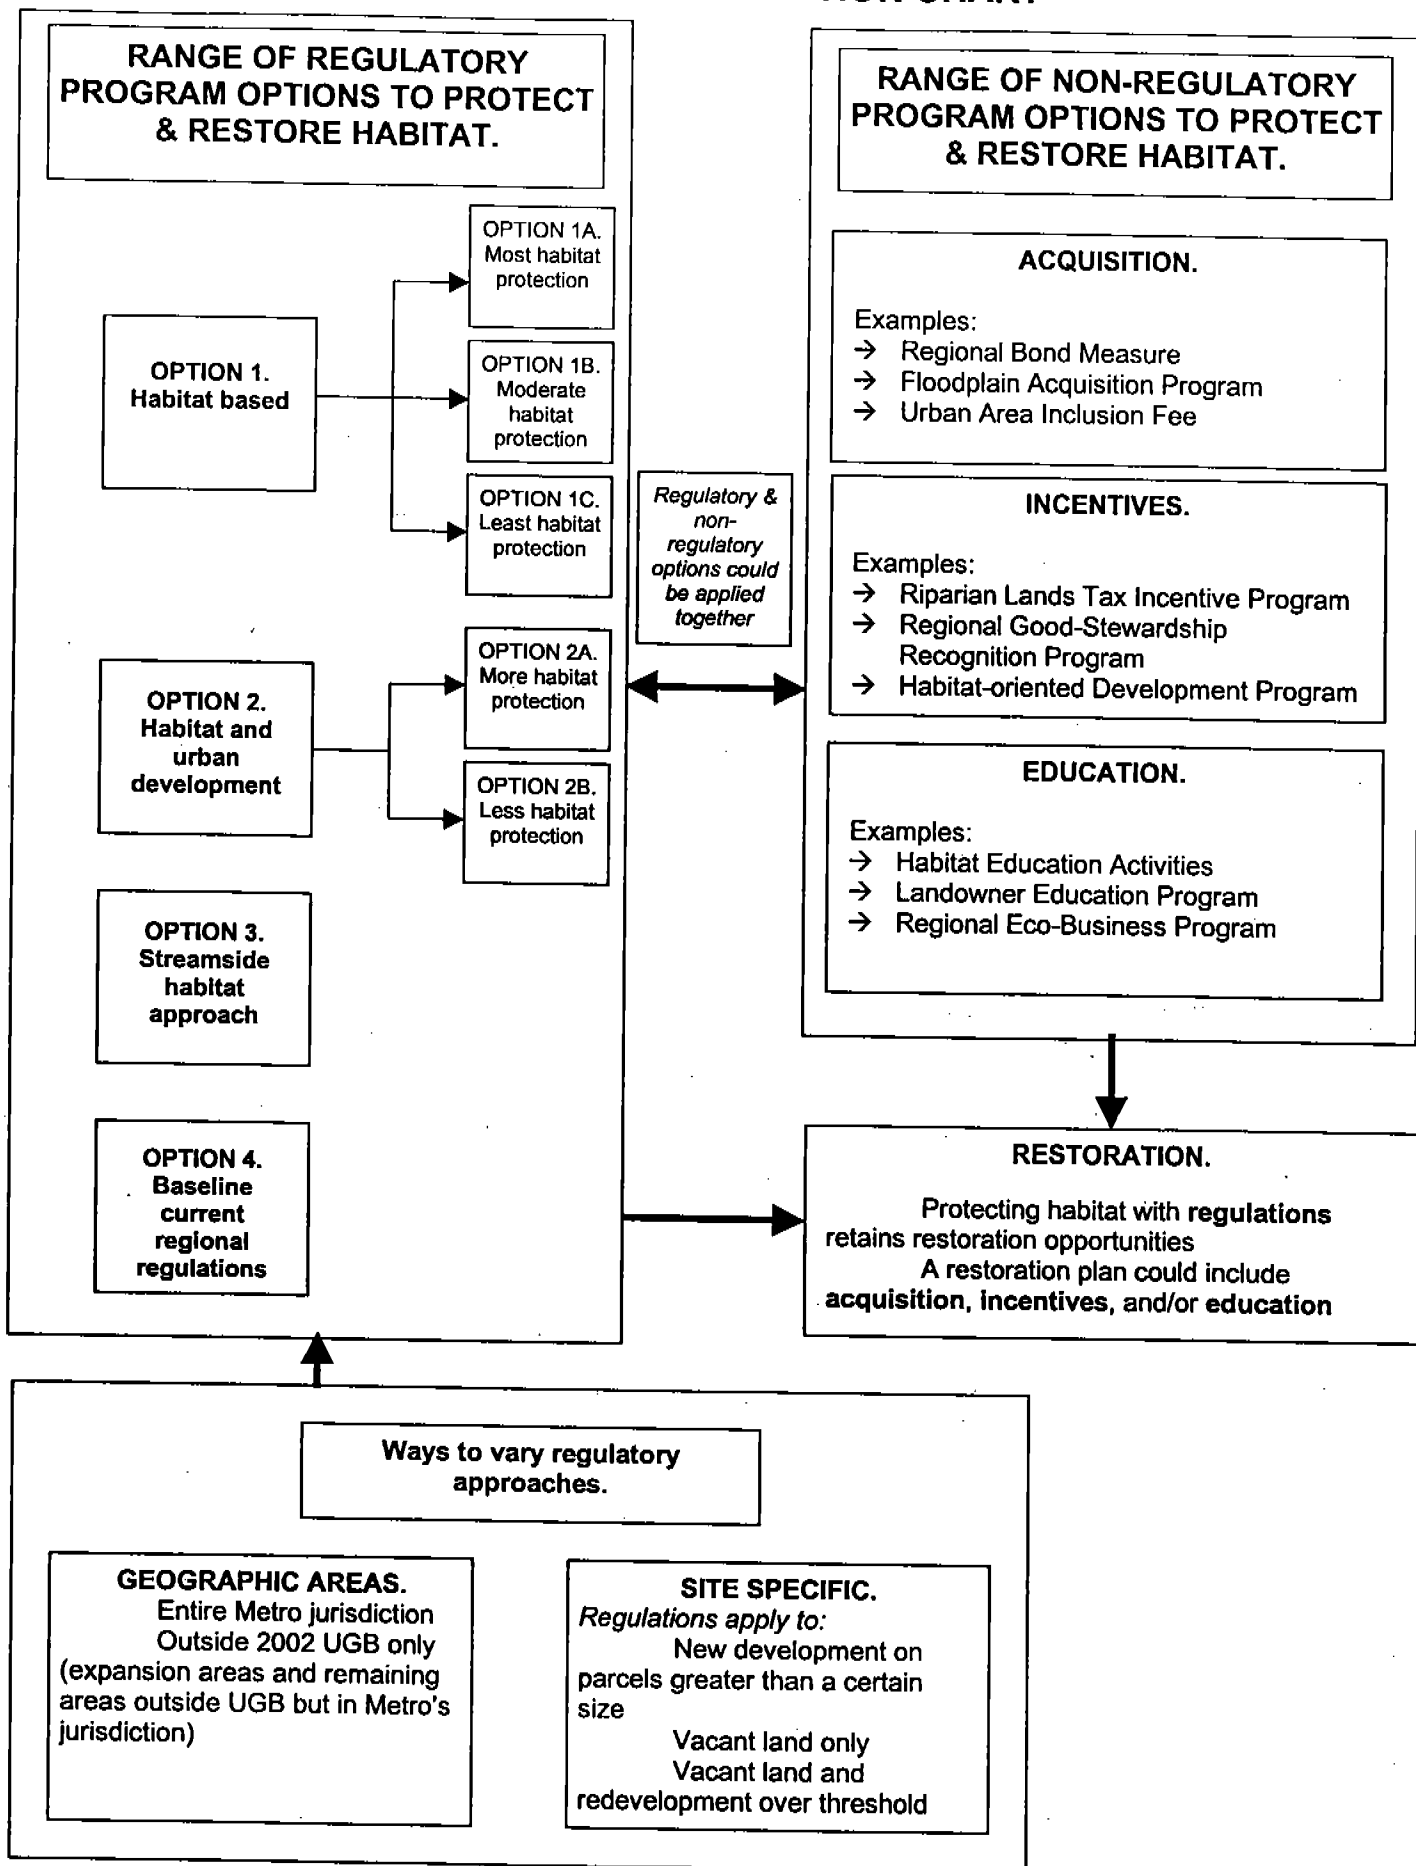 RANGE OF REGULATORY
PROGRAM OPTIONS TO PROTECT
& RESTORE HABITAT.
OPTION 1.
Habitat based
OPTION 1A.
Most habitat
protection
OPTION 1B.
Moderate
habitat
protection
OPTION 1C.
Least habitat
protection
OPTION 2.
Habitat and
urban
development
OPTION 2A.
More habitat
protection
OPTION 2B.
Less habitat
protection
OPTION 3.
Streamside
habitat
approach
OPTION 4.
Baseline
current
regional
regulations
Regulatory &
non-
regulatory
options could
be applied
together
RANGE OF NON-REGULATORY
PROGRAM OPTIONS TO PROTECT
& RESTORE HABITAT.
ACQUISITION.
Examples:
→ Regional Bond Measure
→ Floodplain Acquisition Program
→ Urban Area Inclusion Fee
INCENTIVES.
Examples:
→ Riparian Lands Tax Incentive Program
→ Regional Good-Stewardship
Recognition Program
→ Habitat-oriented Development Program
EDUCATION.
Examples:
→ Habitat Education Activities
→ Landowner Education Program
→ Regional Eco-Business Program
RESTORATION.
Protecting habitat with regulations
retains restoration opportunities
A restoration plan could include
acquisition, incentives, and/or education
Ways to vary regulatory
approaches.
GEOGRAPHIC AREAS.
Entire Metro jurisdiction
Outside 2002 UGB only
(expansion areas and remaining
areas outside UGB but in Metro's
jurisdiction)
SITE SPECIFIC.
Regulations apply to:
New development on
parcels greater than a certain
size
Vacant land only
Vacant land and
redevelopment over threshold